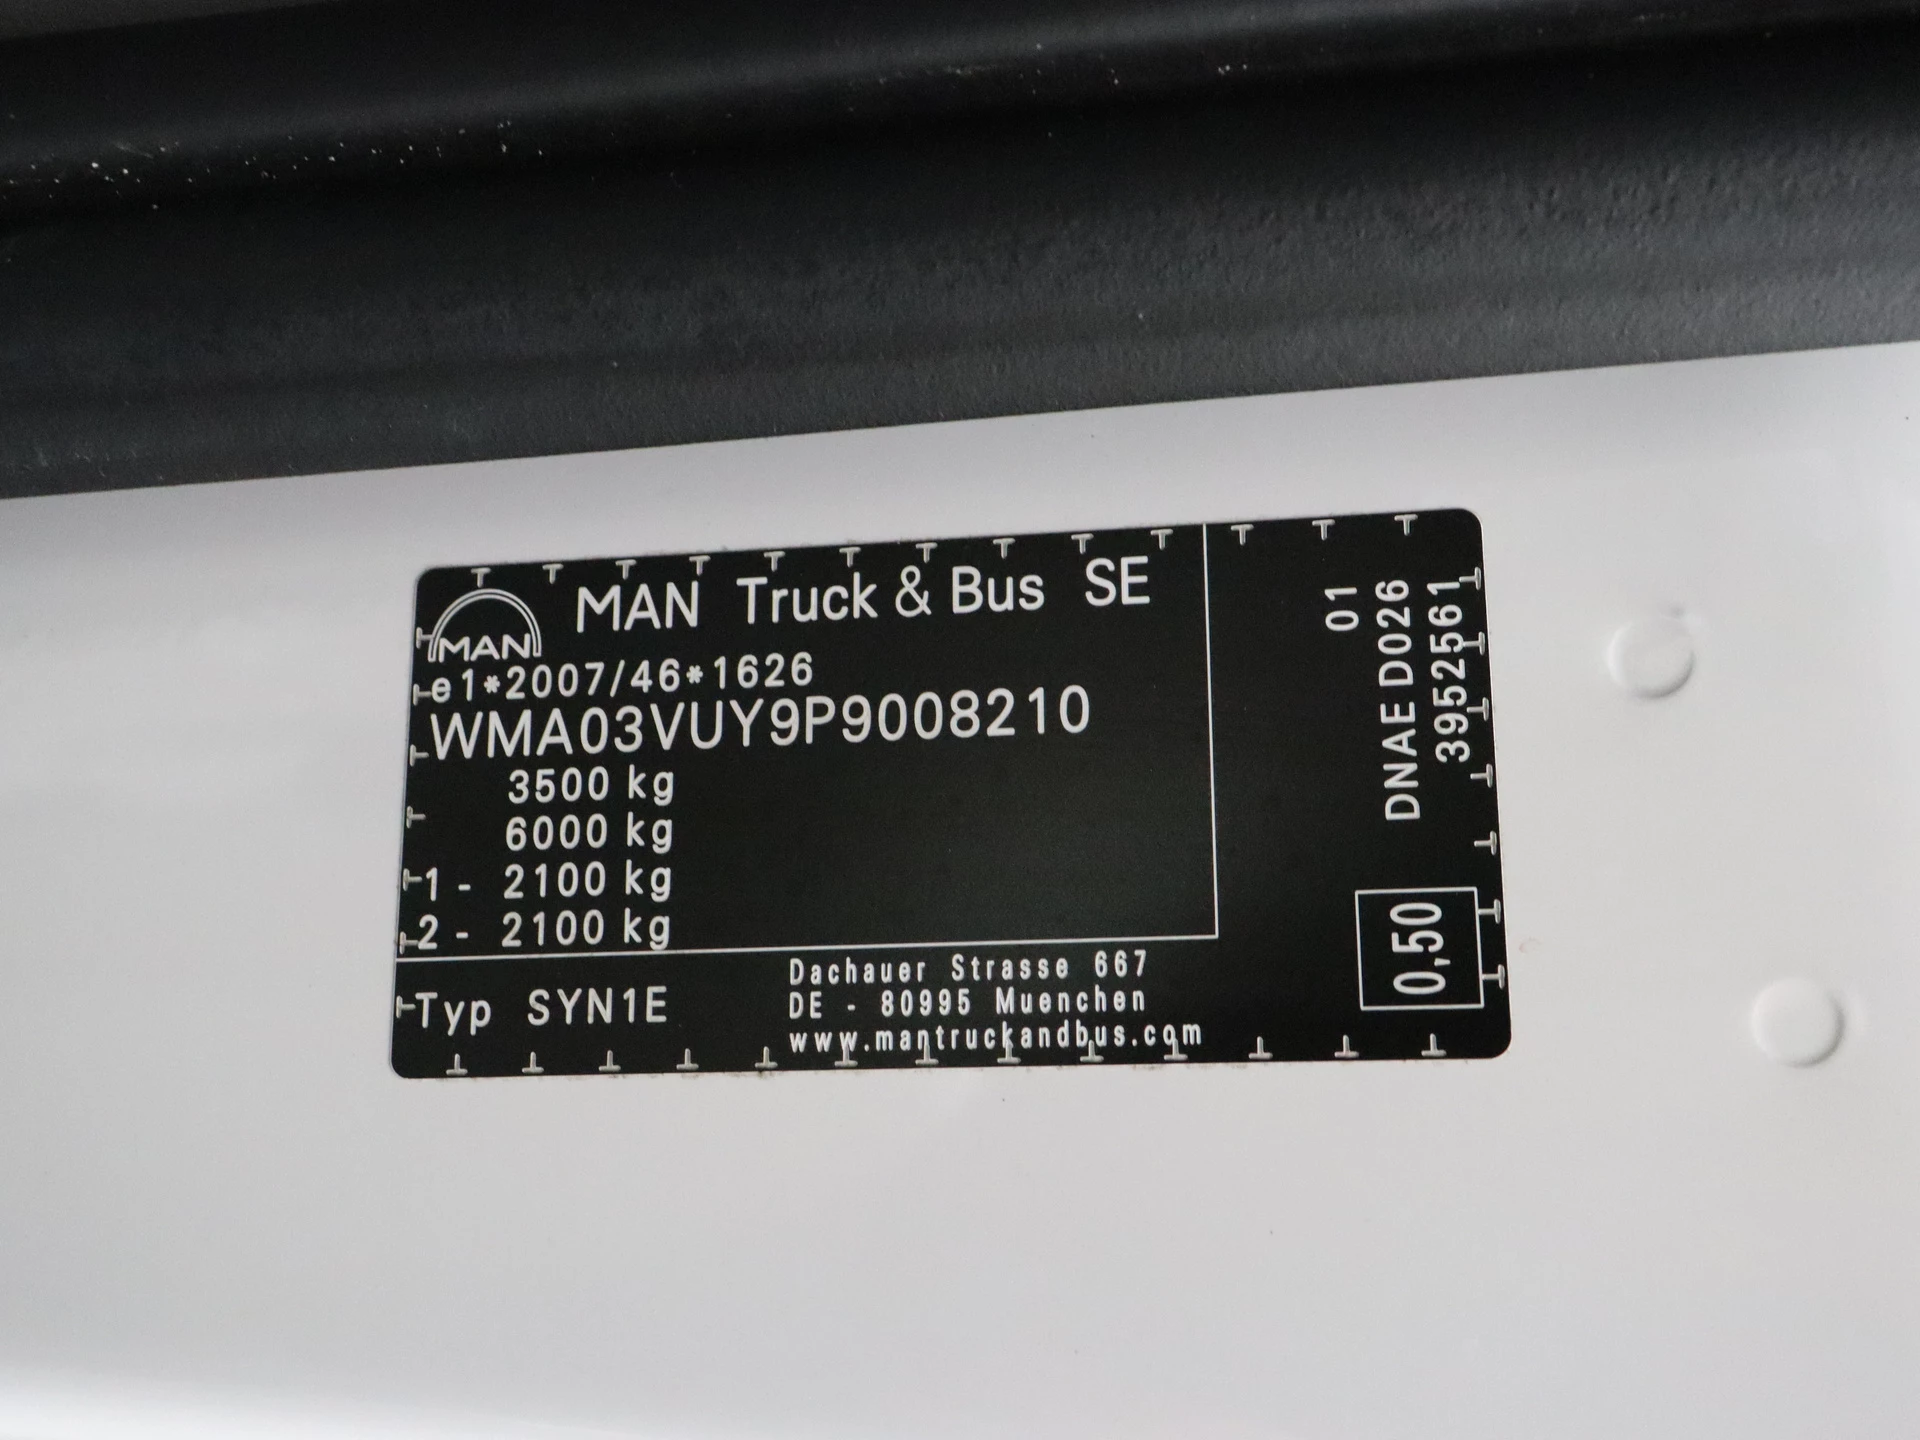 MAN Truck & Bus SE
MAN
e1*2007/46*1626
WMA03VUY9P9008210
3500 kg
6000 kg
1 - 2100 kg
2 - 2100 kg
Typ SYN1E
Dachauer Strasse 667
DE - 80995 Muenchen
www.mantruckandbus.com
01
DNAE D026
3952561
0,50